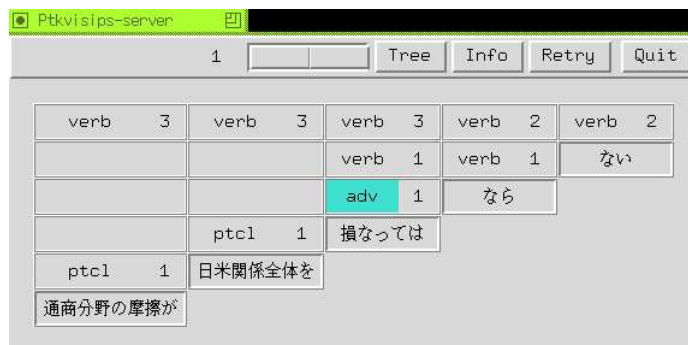 Ptkvisips-server
1 Tree Info Retry Quit
verb 3 verb 3 verb 3 verb 2 verb 2
verb 1 verb 1 ない
adv 1 なら
ptcl 1 損なっては
ptcl 1 日米関係全体を
通商分野の摩擦が